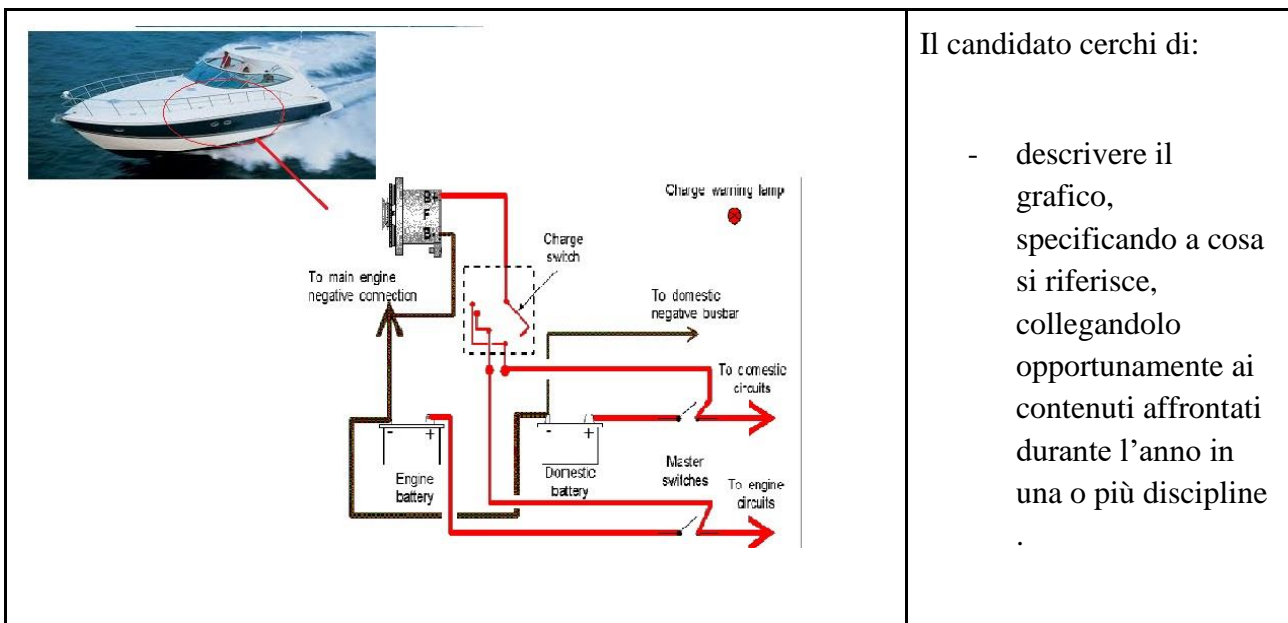 Charge warning lamp
B+
F
B-
Charge
switch
To main engine
negative connection
To domestic
negative busbar
To domestic
circuits
- +
Engine
battery
- +
Domestic
battery
Master
switches
To engine
circuits
Il candidato cerchi di:
- descrivere il
grafico,
specificando a cosa
si riferisce,
collegandolo
opportunamente ai
contenuti affrontati
durante l’anno in
una o più discipline
.